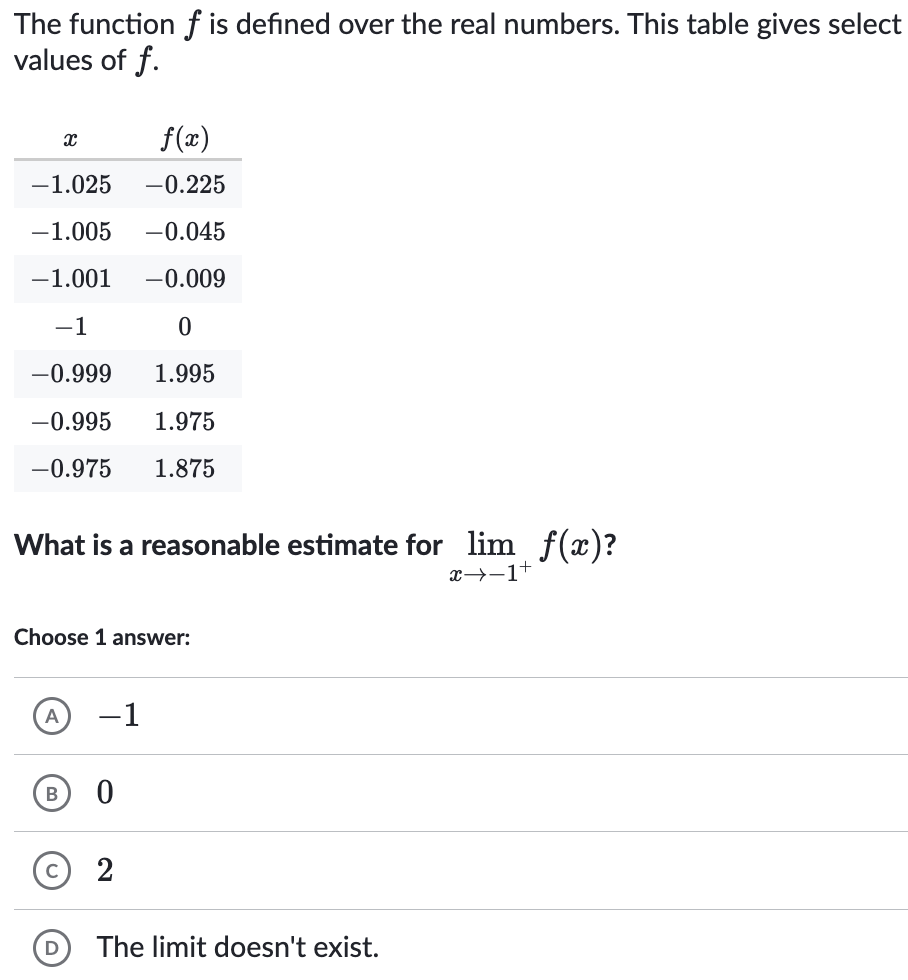 The function f is defined over the real numbers. This table gives select
values of f.
x f(x)
−1.025 −0.225
−1.005 −0.045
−1.001 −0.009
−1 0
−0.999 1.995
−0.995 1.975
−0.975 1.875
What is a reasonable estimate for lim f(x)?
x→−1⁺
Choose 1 answer:
A −1
B 0
C 2
D The limit doesn't exist.